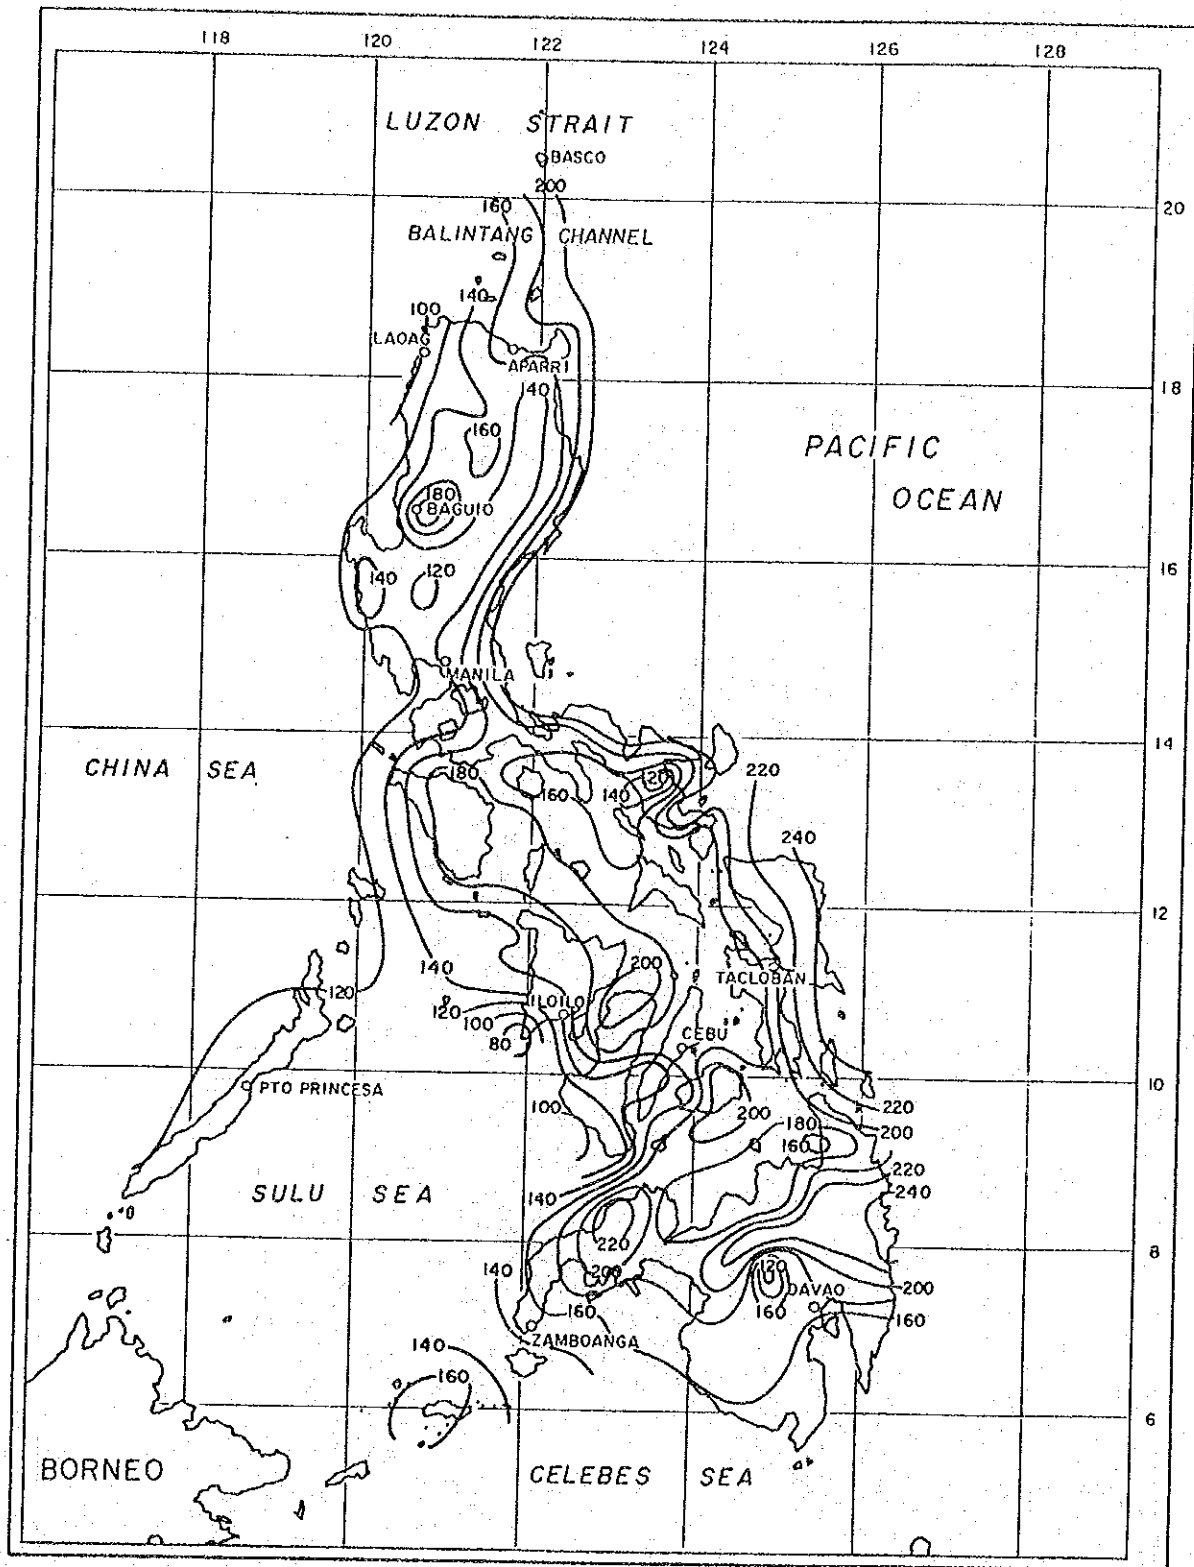 118 120 122 124 126 128
LUZON STRAIT
BASCO
200
20
160
BALINTANG CHANNEL
140
100
LAOAG
APARRI
140
18
160
PACIFIC
OCEAN
180
BAGUIO
140
120
16
MANILA
14
CHINA SEA
180
160
140
120
220
240
12
140
200
TACLOBAN
120
120
ILOILO
100
80
CEBU
PTO PRINCESA
10
100
200
220
180
200
160
220
SULU SEA
140
240
220
8
140
200
120
200
DAVAO
160
160
160
ZAMBOANGA
140
160
6
BORNEO
CELEBES SEA